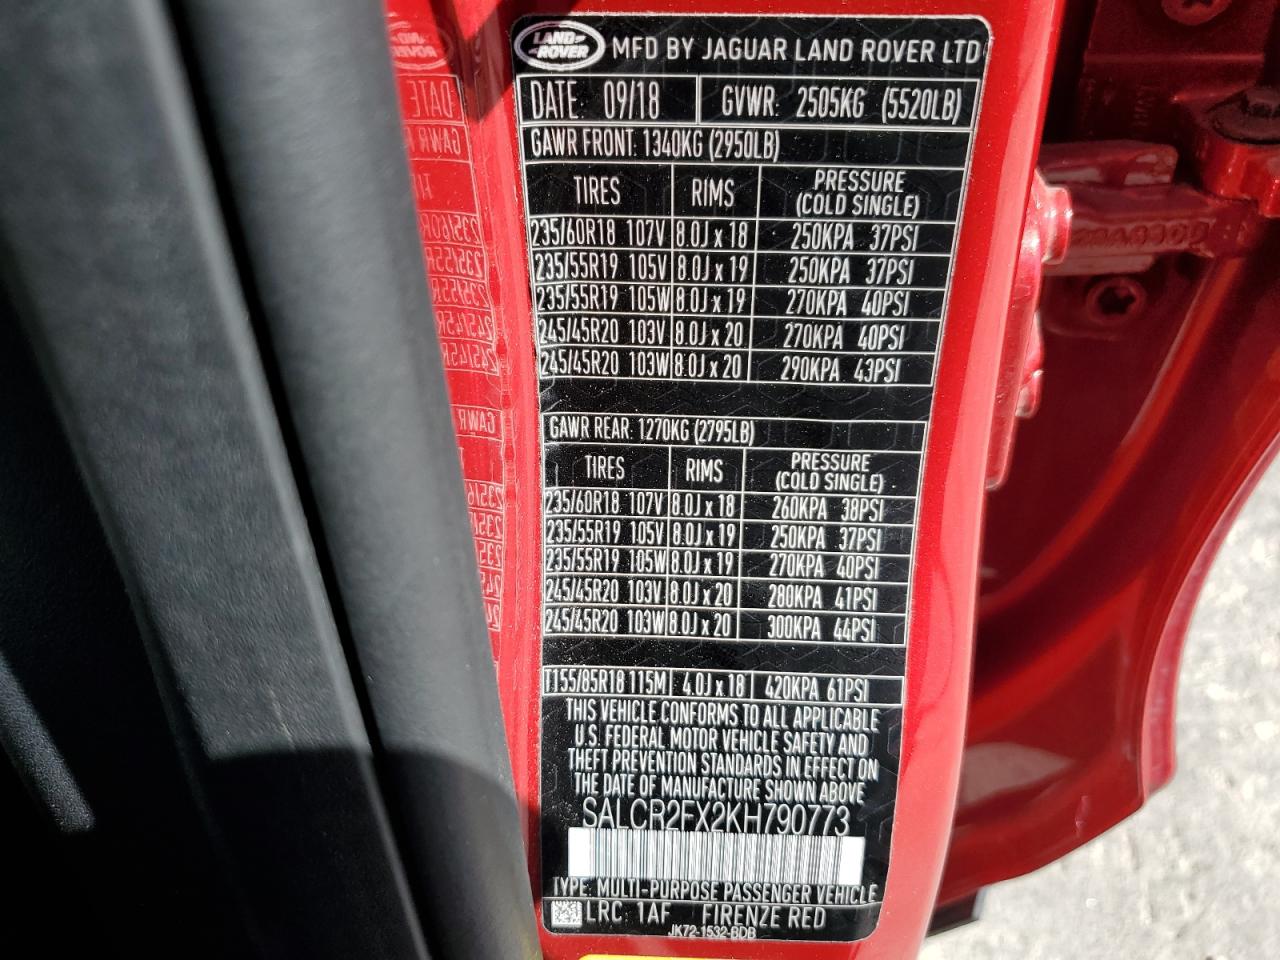 LAND ROVER MFD BY JAGUAR LAND ROVER LTD
DATE: 09/18 GVWR: 2505KG (5520LB)
GAWR FRONT: 1340KG (2950LB)
TIRES RIMS PRESSURE (COLD SINGLE)
235/60R18 107V 8.0J x 18 250KPA 37PSI
235/55R19 105V 8.0J x 19 250KPA 37PSI
235/55R19 105W 8.0J x 19 270KPA 40PSI
245/45R20 103V 8.0J x 20 270KPA 40PSI
245/45R20 103W 8.0J x 20 290KPA 43PSI
GAWR REAR: 1270KG (2795LB)
TIRES RIMS PRESSURE (COLD SINGLE)
235/60R18 107V 8.0J x 18 260KPA 38PSI
235/55R19 105V 8.0J x 19 250KPA 37PSI
235/55R19 105W 8.0J x 19 270KPA 40PSI
245/45R20 103V 8.0J x 20 280KPA 41PSI
245/45R20 103W 8.0J x 20 300KPA 44PSI
T155/85R18 115M 4.0J x 18 420KPA 61PSI
THIS VEHICLE CONFORMS TO ALL APPLICABLE
U.S. FEDERAL MOTOR VEHICLE SAFETY AND
THEFT PREVENTION STANDARDS IN EFFECT ON
THE DATE OF MANUFACTURE SHOWN ABOVE
SALCR2FX2KH790773
TYPE: MULTI-PURPOSE PASSENGER VEHICLE
LRC: 1AF FIRENZE RED
JK72-1532-BDB